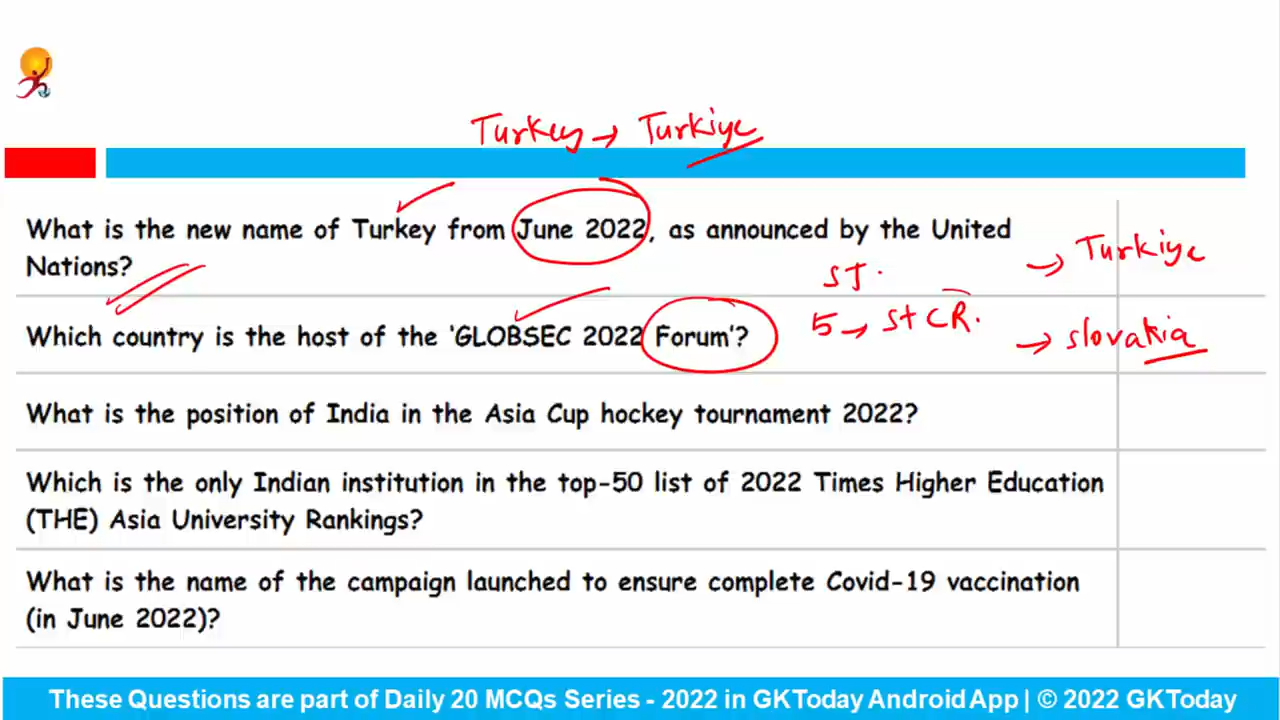 Turkey → Turkiye
What is the new name of Turkey from June 2022, as announced by the United
Nations?
→ Turkiye
ST.
5 → St CR.
Which country is the host of the 'GLOBSEC 2022 Forum'?
→ slovakia
What is the position of India in the Asia Cup hockey tournament 2022?
Which is the only Indian institution in the top-50 list of 2022 Times Higher Education
(THE) Asia University Rankings?
What is the name of the campaign launched to ensure complete Covid-19 vaccination
(in June 2022)?
These Questions are part of Daily 20 MCQs Series - 2022 in GKToday Android App | © 2022 GKToday